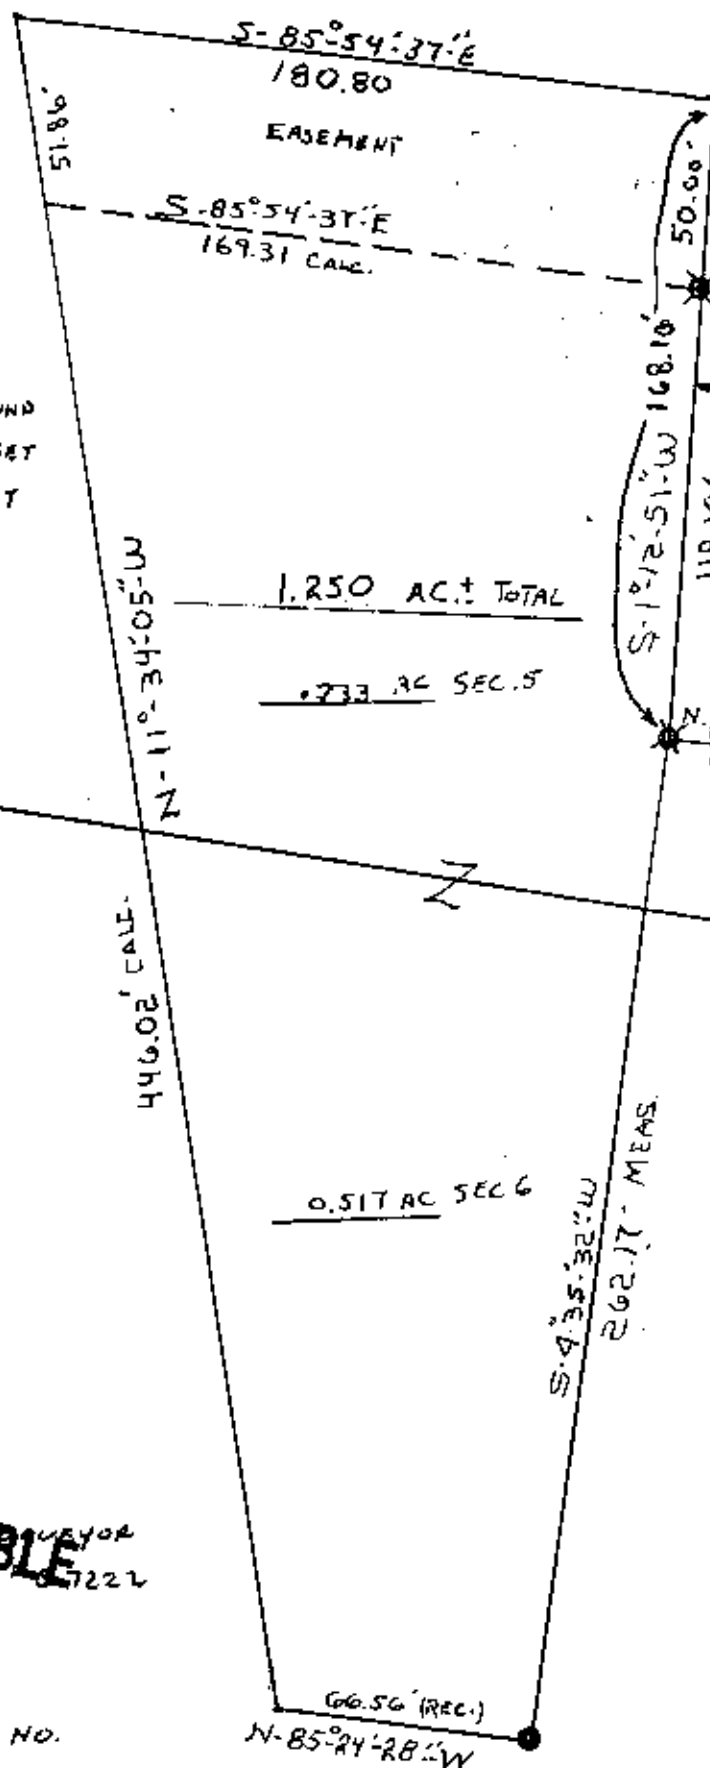 S-85°-54'-37"-E
180.80
EASEMENT
51.86'
50.00'
S-85°-54'-37"-E
169.31 CALC.
168.18'
S-1°-12'-51"-W
1.250 AC.± TOTAL
.733 AC SEC.5
N-11°-34'-05"-W
N.
446.02' CALC.
0.517 AC SEC 6
S-4°-35'-32"-W
262.17- MEAS.
7222
66.56' (REC.)
N-85°-24'-28"-W
NO.